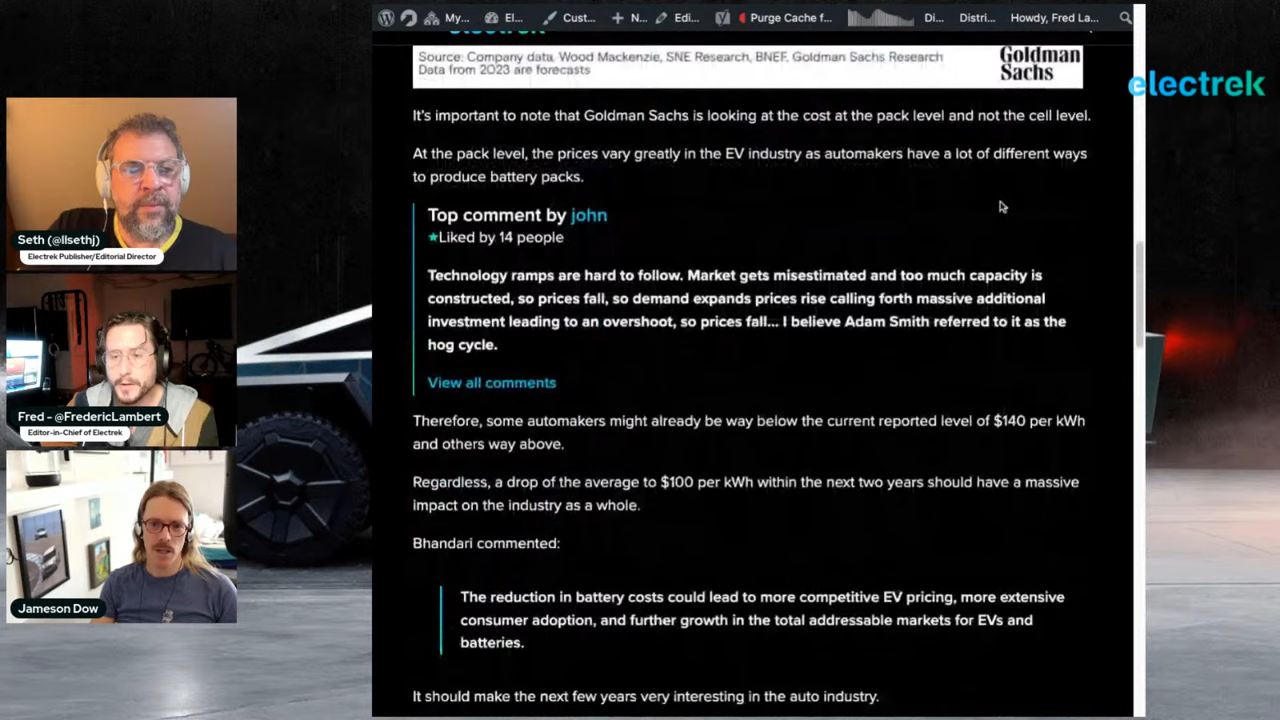 My...
El...
Cust...
N...
Edi...
Purge Cache f...
Di...
Distri...
Howdy, Fred La...
electrek
Source: Company data, Wood Mackenzie, SNE Research, BNEF, Goldman Sachs Research
Data from 2023 are forecasts
Goldman
Sachs
electrek
It's important to note that Goldman Sachs is looking at the cost at the pack level and not the cell level.
At the pack level, the prices vary greatly in the EV industry as automakers have a lot of different ways
to produce battery packs.
Top comment by john
Liked by 14 people
Technology ramps are hard to follow. Market gets misestimated and too much capacity is
constructed, so prices fall, so demand expands prices rise calling forth massive additional
investment leading to an overshoot, so prices fall... I believe Adam Smith referred to it as the
hog cycle.
View all comments
Therefore, some automakers might already be way below the current reported level of $140 per kWh
and others way above.
Regardless, a drop of the average to $100 per kWh within the next two years should have a massive
impact on the industry as a whole.
Bhandari commented:
The reduction in battery costs could lead to more competitive EV pricing, more extensive
consumer adoption, and further growth in the total addressable markets for EVs and
batteries.
It should make the next few years very interesting in the auto industry.
Seth (@llsethj)
Electrek Publisher/Editorial Director
Fred - @FredericLambert
Editor-in-Chief of Electrek
Jameson Dow